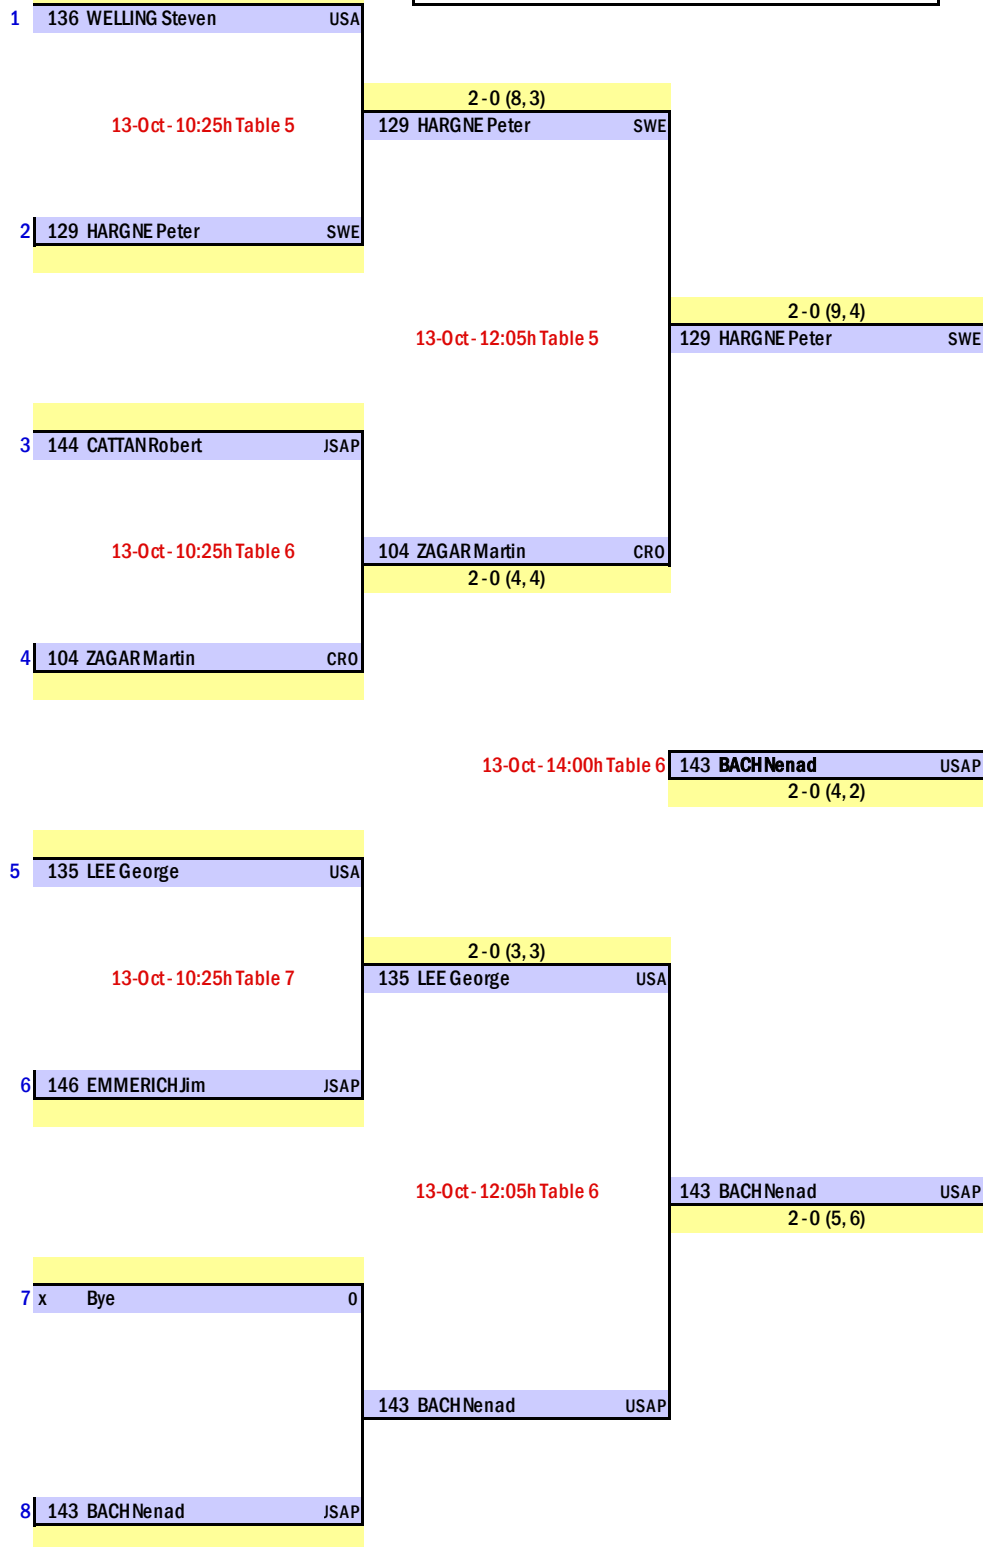 1 136 WELLING Steven USA
2-0 (8, 3)
13-Oct - 10:25h Table 5 129 HARGNE Peter SWE
2 129 HARGNE Peter SWE
2-0 (9, 4)
13-Oct - 12:05h Table 5 129 HARGNE Peter SWE
3 144 CATTAN Robert JSAP
13-Oct - 10:25h Table 6 104 ZAGAR Martin CRO
2-0 (4, 4)
4 104 ZAGAR Martin CRO
13-Oct - 14:00h Table 6 143 BACH Nenad USAP
2-0 (4, 2)
5 135 LEE George USA
2-0 (3, 3)
13-Oct - 10:25h Table 7 135 LEE George USA
6 146 EMMERICH Jim JSAP
13-Oct - 12:05h Table 6 143 BACH Nenad USAP
2-0 (5, 6)
7 x Bye 0
143 BACH Nenad USAP
8 143 BACH Nenad JSAP